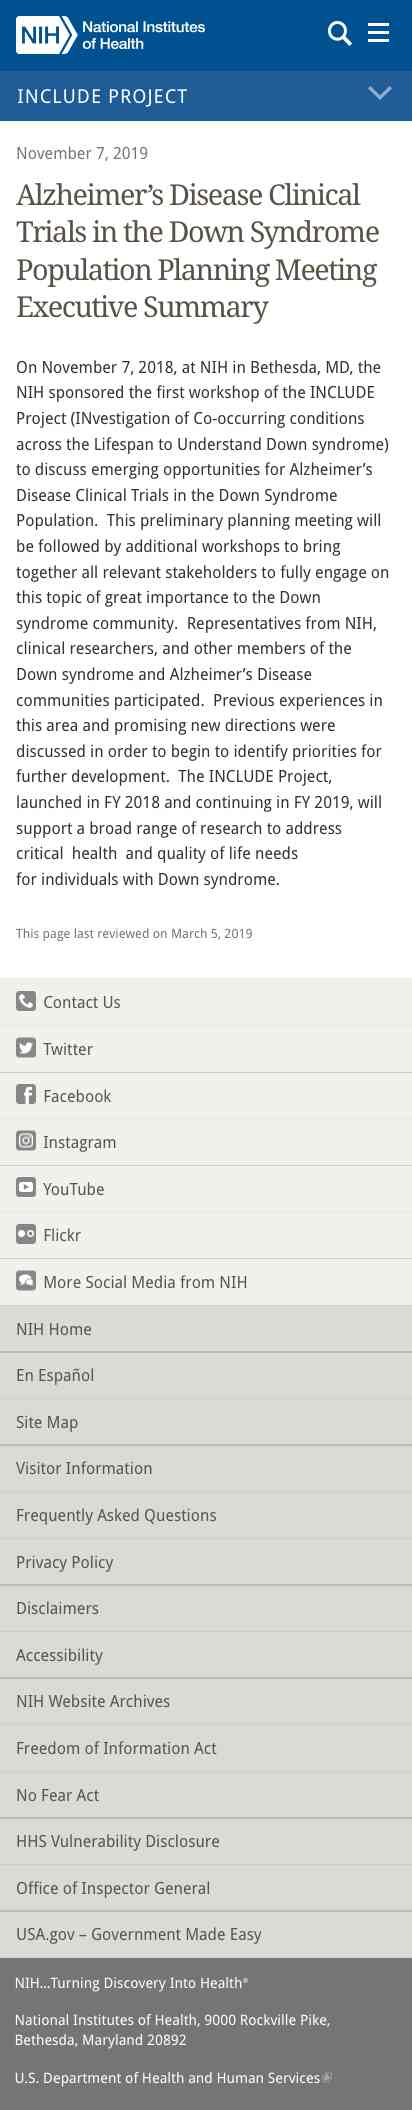 NIH National Institutes
of Health
INCLUDE PROJECT
November 7, 2019
Alzheimer’s Disease Clinical
Trials in the Down Syndrome
Population Planning Meeting
Executive Summary
On November 7, 2018, at NIH in Bethesda, MD, the
NIH sponsored the first workshop of the INCLUDE
Project (INvestigation of Co-occurring conditions
across the Lifespan to Understand Down syndrome)
to discuss emerging opportunities for Alzheimer’s
Disease Clinical Trials in the Down Syndrome
Population.  This preliminary planning meeting will
be followed by additional workshops to bring
together all relevant stakeholders to fully engage on
this topic of great importance to the Down
syndrome community.  Representatives from NIH,
clinical researchers, and other members of the
Down syndrome and Alzheimer’s Disease
communities participated.  Previous experiences in
this area and promising new directions were
discussed in order to begin to identify priorities for
further development.  The INCLUDE Project,
launched in FY 2018 and continuing in FY 2019, will
support a broad range of research to address
critical  health  and quality of life needs
for individuals with Down syndrome.
This page last reviewed on March 5, 2019
Contact Us
Twitter
Facebook
Instagram
YouTube
Flickr
More Social Media from NIH
NIH Home
En Español
Site Map
Visitor Information
Frequently Asked Questions
Privacy Policy
Disclaimers
Accessibility
NIH Website Archives
Freedom of Information Act
No Fear Act
HHS Vulnerability Disclosure
Office of Inspector General
USA.gov – Government Made Easy
NIH...Turning Discovery Into Health®
National Institutes of Health, 9000 Rockville Pike,
Bethesda, Maryland 20892
U.S. Department of Health and Human Services